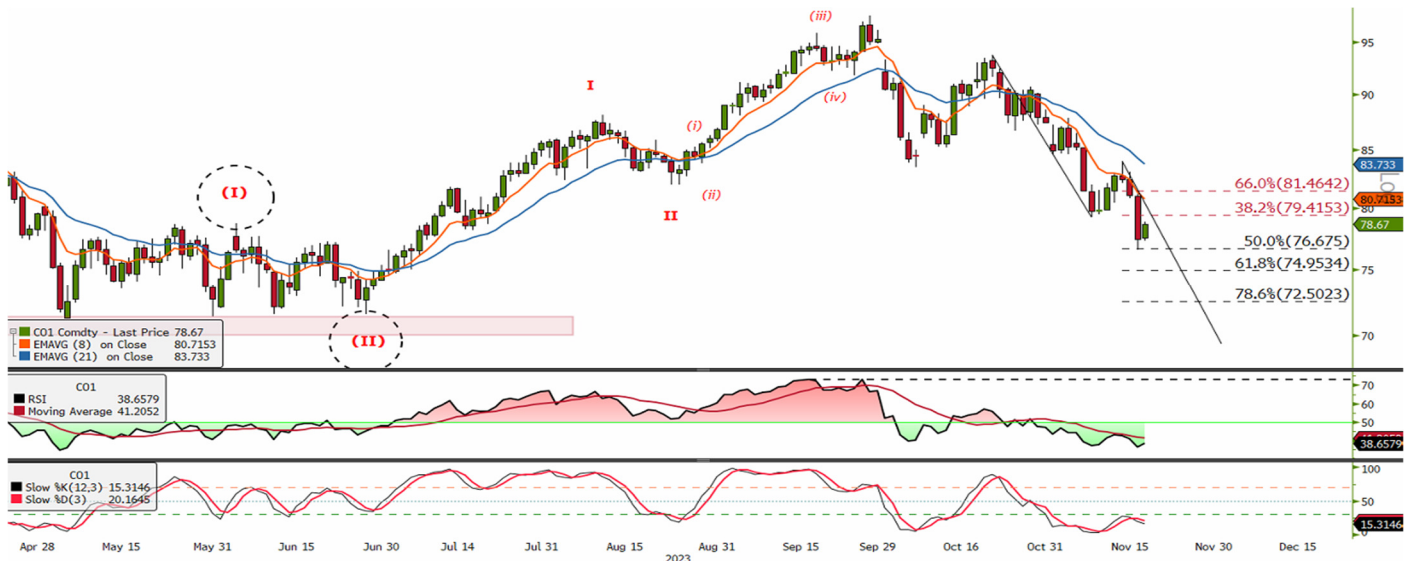 (iii)
95
I
90
(iv)
(i)
85
(I)
(ii)
83.733
66.0%(81.4642)
80.7153
80
II
38.2%(79.4153)
78.67
50.0%(76.675)
61.8%(74.9534)
75
78.6%(72.5023)
CO1 Comdty - Last Price 78.67
EMAVG (8) on Close 80.7153
EMAVG (21) on Close 83.733
(II)
70
CO1
RSI 38.6579
Moving Average 41.2052
70
60
50
38.6579
CO1
Slow %K(12,3) 15.3146
Slow %D(3) 20.1645
100
50
15.3146
0
Apr 28 May 15 May 31 Jun 15 Jun 30 Jul 14 Jul 31 Aug 15 Aug 31 Sep 15 Sep 29 Oct 16 Oct 31 Nov 15 Nov 30 Dec 15
2023